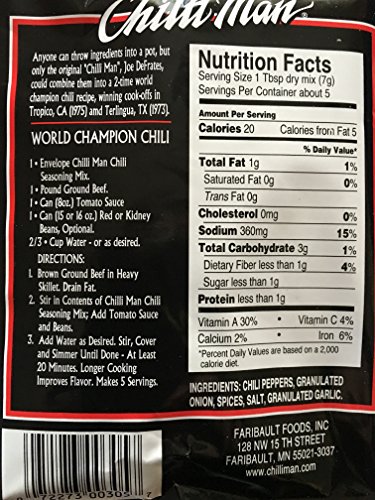 Chilli Man
Anyone can throw ingredients into a pot, but
only the original "Chili Man", Joe DeFrates,
could combine them into a 2-time world
champion chili recipe, winning cook-offs in
Tropico, CA (1975) and Terlingua, TX (1973).
WORLD CHAMPION CHILI
1 • Envelope Chilli Man Chili
Seasoning Mix.
1 • Pound Ground Beef.
1 • Can (8oz.) Tomato Sauce
1 • Can (15 or 16 oz.) Red or Kidney
Beans, Optional.
2/3 • Cup Water - or as desired.
DIRECTIONS:
1. Brown Ground Beef in Heavy
Skillet. Drain Fat.
2. Stir in Contents of Chilli Man Chili
Seasoning Mix; Add Tomato Sauce
and Beans.
3. Add Water as Desired. Stir, Cover
and Simmer Until Done - At Least
20 Minutes. Longer Cooking
Improves Flavor. Makes 5 Servings.
Nutrition Facts
Serving Size 1 Tbsp dry mix (7g)
Servings Per Container about 5
Amount Per Serving
Calories 20 Calories from Fat 5
% Daily Value*
Total Fat 1g 1%
Saturated Fat 0g 0%
Trans Fat 0g
Cholesterol 0mg 0%
Sodium 360mg 15%
Total Carbohydrate 3g 1%
Dietary Fiber less than 1g 4%
Sugar less than 1g
Protein less than 1g
Vitamin A 30% • Vitamin C 4%
Calcium 2% • Iron 6%
*Percent Daily Values are based on a 2,000
calorie diet.
INGREDIENTS: CHILI PEPPERS, GRANULATED
ONION, SPICES, SALT, GRANULATED GARLIC.
FARIBAULT FOODS, INC
128 NW 15 TH STREET
FARIBAULT, MN 55021-3037
www.chilliman.com